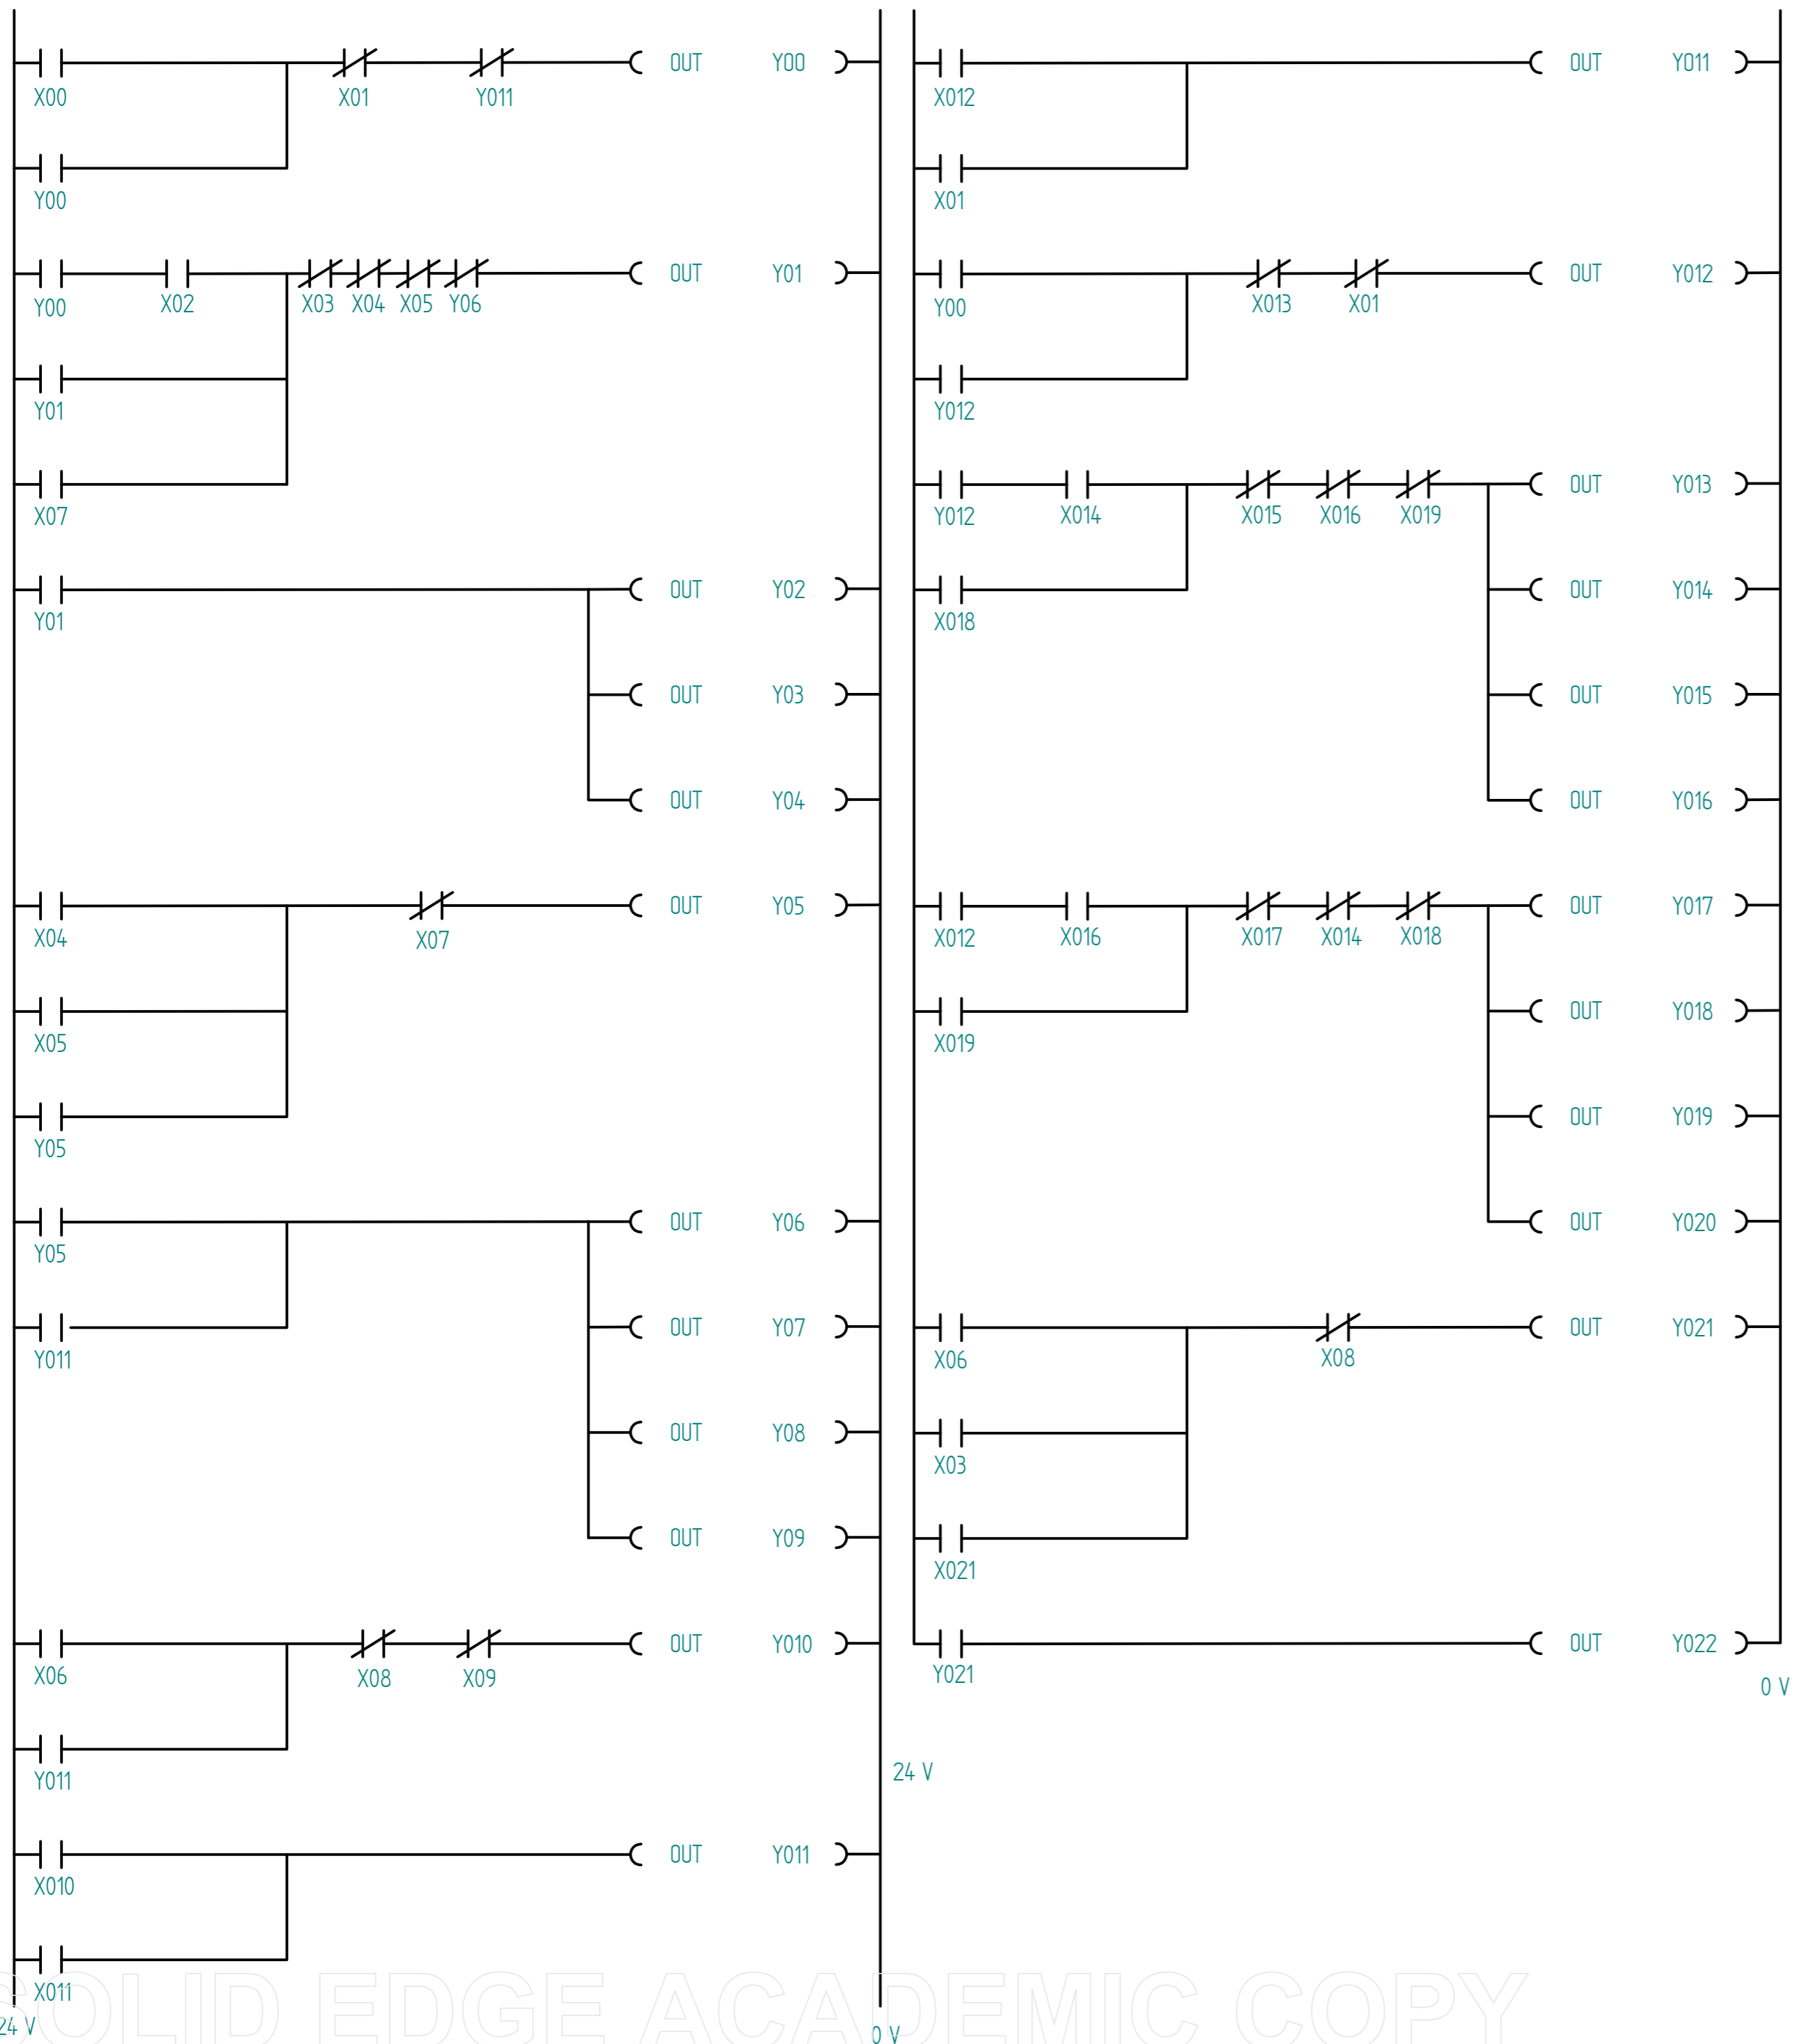 X00 X01 Y011 OUT Y00
Y00
Y00 X02 X03 X04 X05 Y06 OUT Y01
Y01
X07
Y01 OUT Y02
OUT Y03
OUT Y04
X04 X07 OUT Y05
X05
Y05
Y05 OUT Y06
Y011 OUT Y07
OUT Y08
OUT Y09
X06 X08 X09 OUT Y010
Y011
X010 OUT Y011
X011
24 V
0 V
X012 OUT Y011
X01
Y00 X013 X01 OUT Y012
Y012
Y012 X014 X015 X016 X019 OUT Y013
X018 OUT Y014
OUT Y015
OUT Y016
X012 X016 X017 X014 X018 OUT Y017
X019 OUT Y018
OUT Y019
OUT Y020
X06 X08 OUT Y021
X03
X021
Y021 OUT Y022
24 V
0 V
SOLID EDGE ACADEMIC COPY